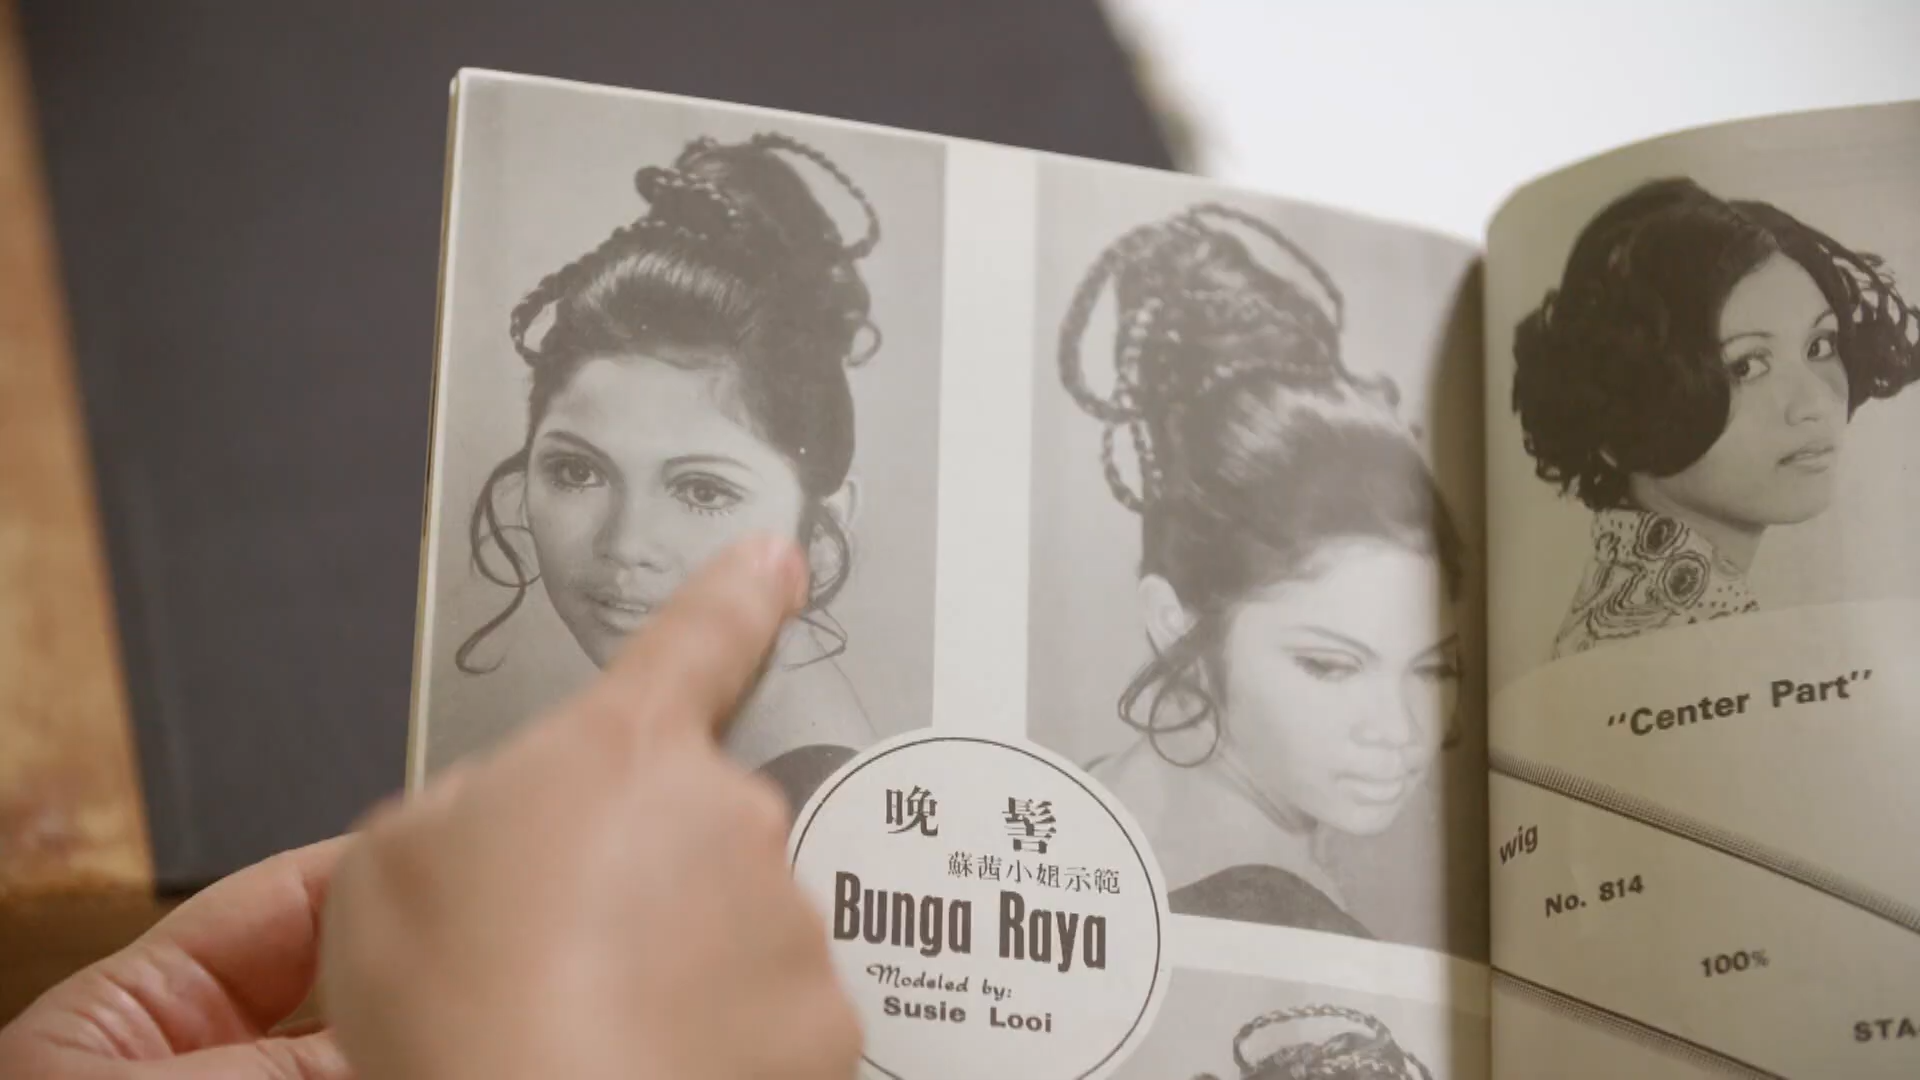 晚髻
蘇茜小姐示範
Bunga Raya
Modeled by:
Susie Looi
"Center Part"
wig
No. 814
100%
STA